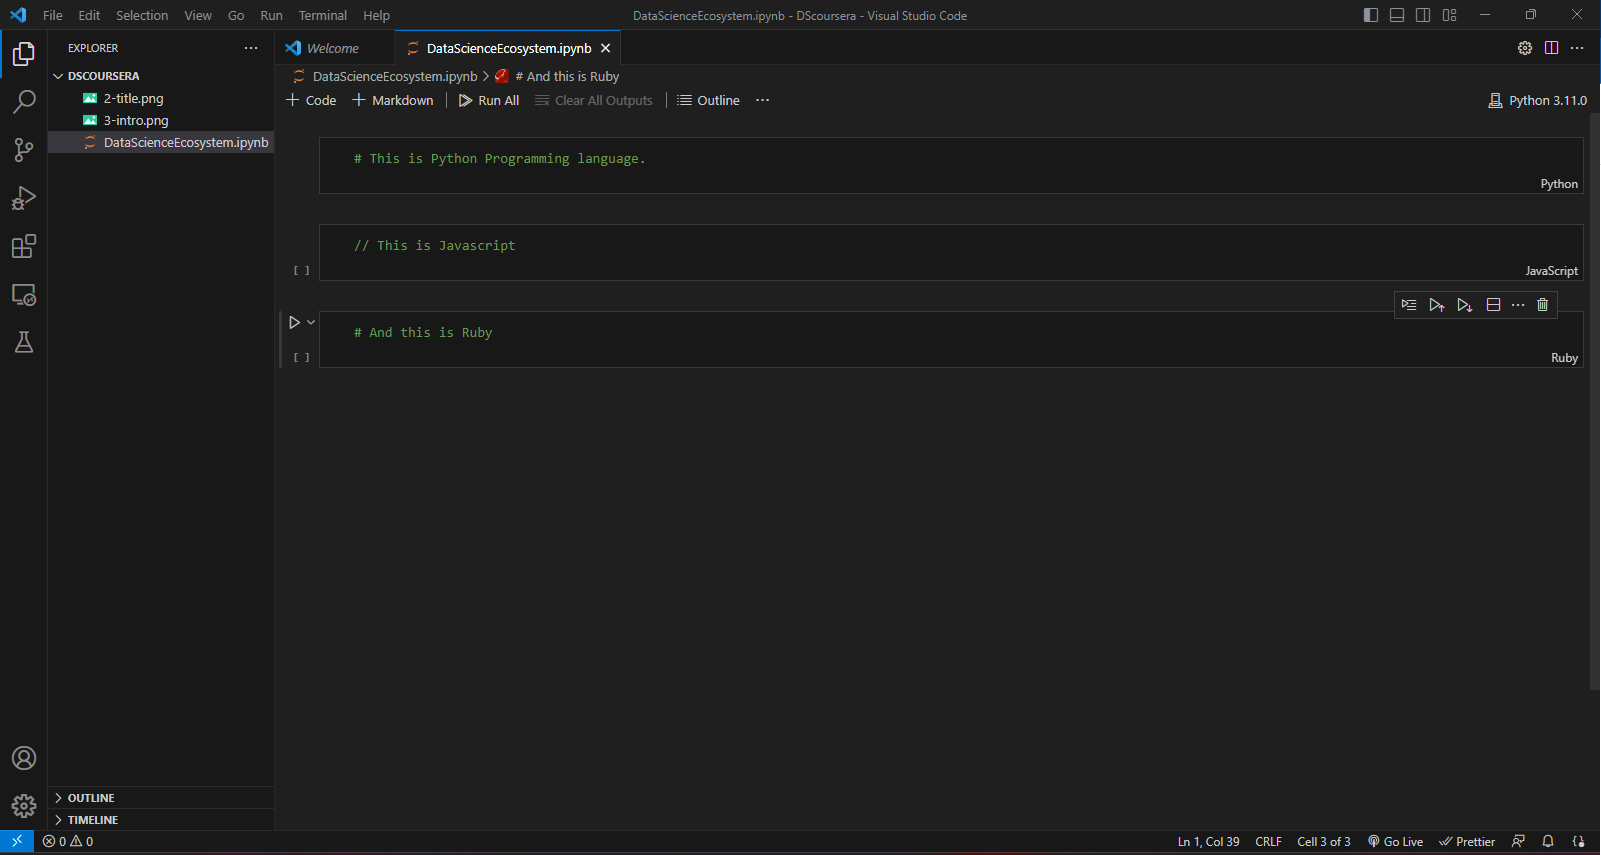 File Edit Selection View Go Run Terminal Help
DataScienceEcosystem.ipynb - DScoursera - Visual Studio Code
EXPLORER
DSCOURSERA
2-title.png
3-intro.png
DataScienceEcosystem.ipynb
OUTLINE
TIMELINE
Welcome DataScienceEcosystem.ipynb
DataScienceEcosystem.ipynb > # And this is Ruby
+ Code + Markdown Run All Clear All Outputs Outline ... Python 3.11.0
# This is Python Programming language.
Python
// This is Javascript
[ ] JavaScript
# And this is Ruby
[ ] Ruby
0 0 Ln 1, Col 39 CRLF Cell 3 of 3 Go Live Prettier